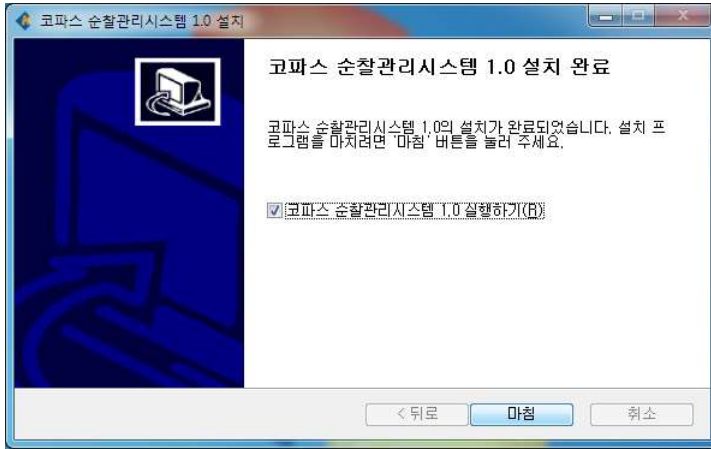 코파스 순찰관리시스템 1.0 설치
코파스 순찰관리시스템 1.0 설치 완료
코파스 순찰관리시스템 1.0의 설치가 완료되었습니다. 설치 프
로그램을 마치려면 '마침' 버튼을 눌러 주세요.
코파스 순찰관리시스템 1.0 실행하기(R)
< 뒤로 마침 취소